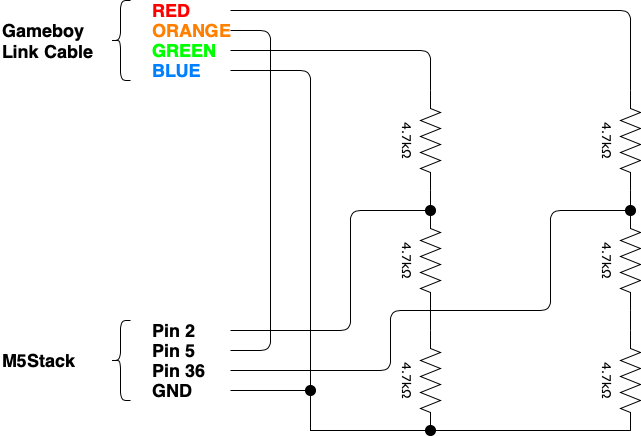 RED
Gameboy
ORANGE
Link Cable
GREEN
BLUE
4.7kΩ
4.7kΩ
4.7kΩ
4.7kΩ
Pin 2
Pin 5
M5Stack
Pin 36
GND
4.7kΩ
4.7kΩ